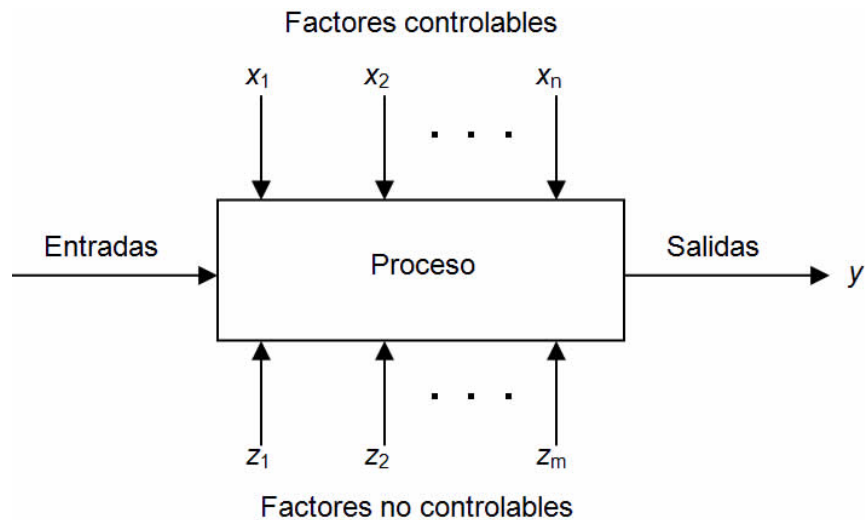 Factores controlables
x₁ x₂ . . . xₙ
Entradas
Proceso
Salidas
y
z₁ z₂ . . . zₘ
Factores no controlables